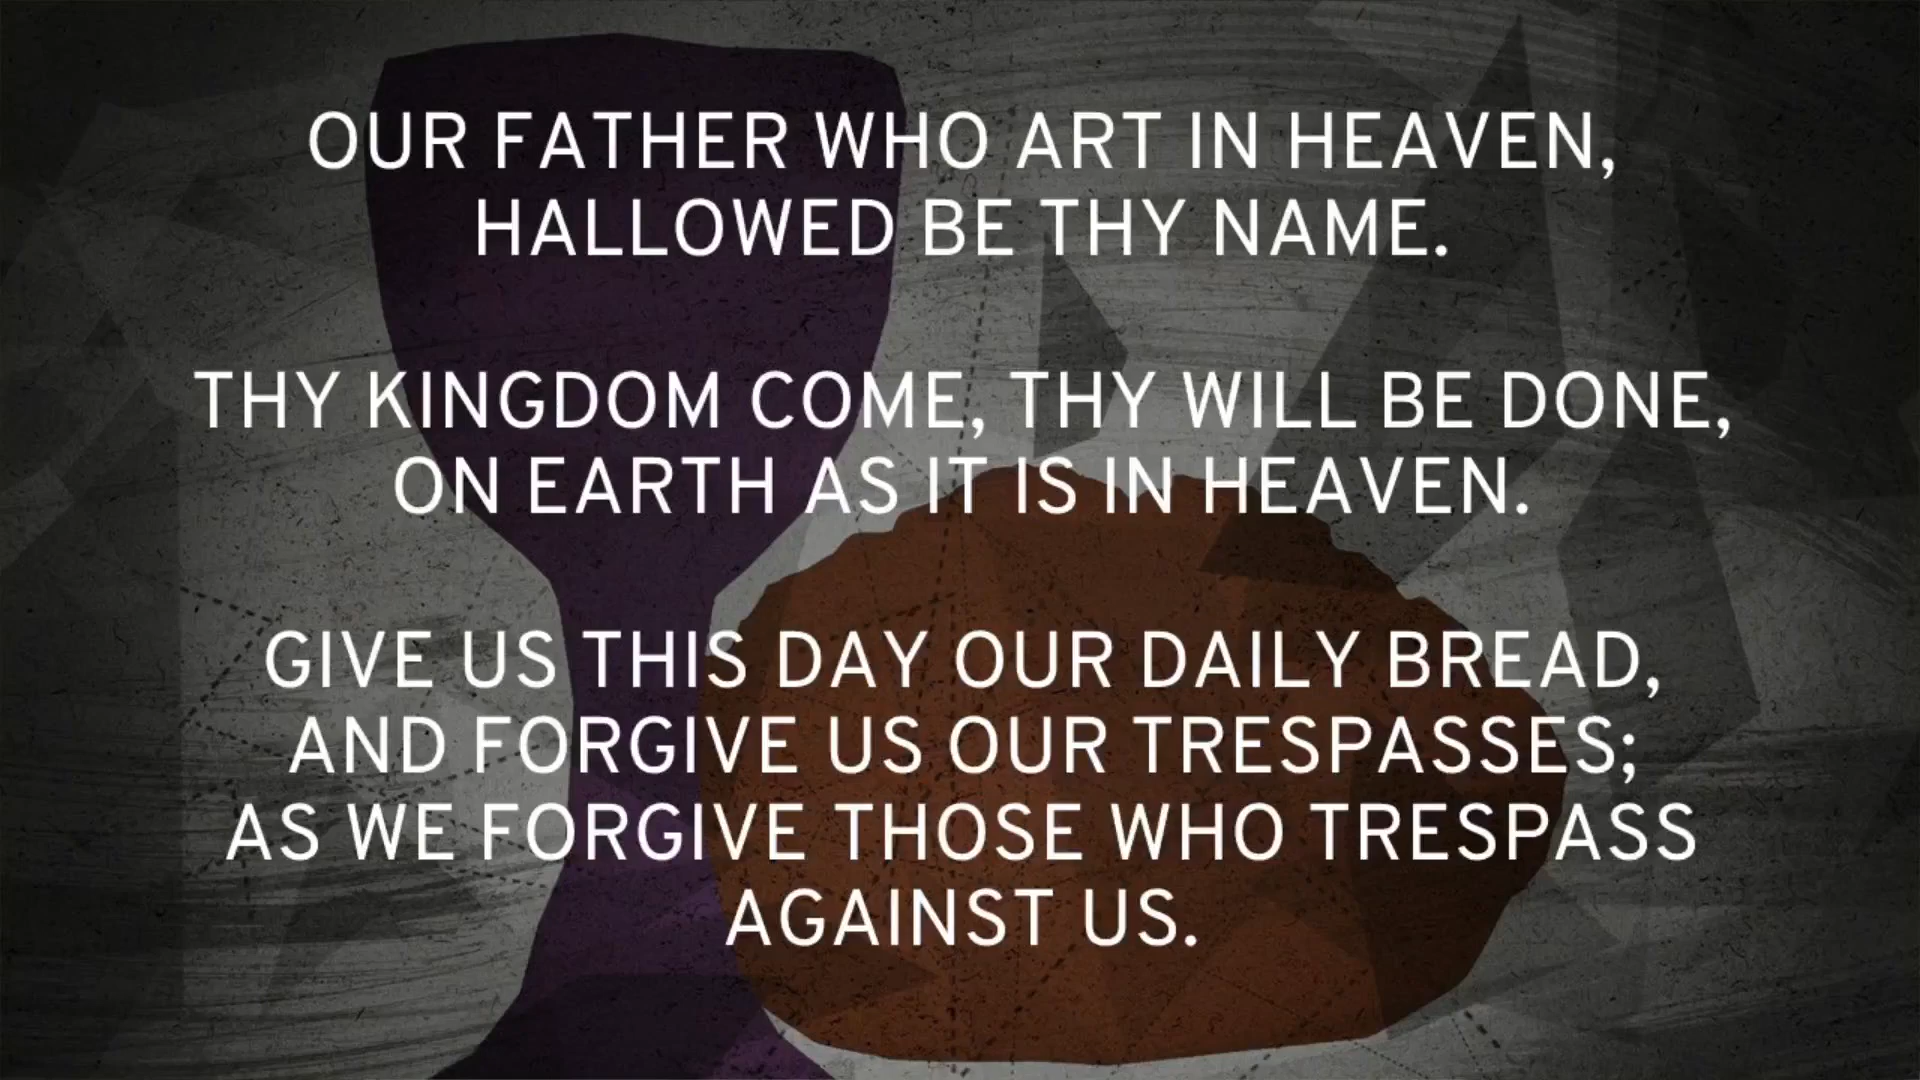 OUR FATHER WHO ART IN HEAVEN,
HALLOWED BE THY NAME.
THY KINGDOM COME, THY WILL BE DONE,
ON EARTH AS IT IS IN HEAVEN.
GIVE US THIS DAY OUR DAILY BREAD,
AND FORGIVE US OUR TRESPASSES;
AS WE FORGIVE THOSE WHO TRESPASS
AGAINST US.